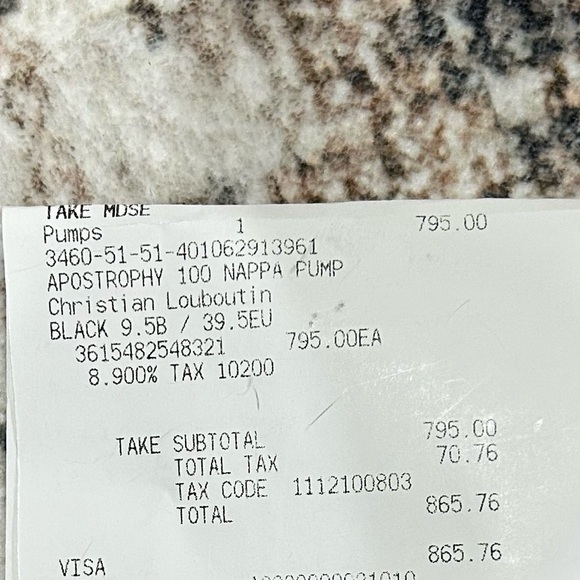 TAKE MDSE
Pumps 1 795.00
3460-51-51-401062913961
APOSTROPHY 100 NAPPA PUMP
Christian Louboutin
BLACK 9.5B / 39.5EU
3615482548321 795.00EA
8.900% TAX 10200
TAKE SUBTOTAL 795.00
TOTAL TAX 70.76
TAX CODE 1112100803
TOTAL 865.76
VISA 865.76